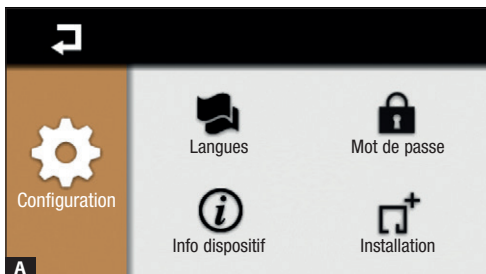 Langues
Mot de passe
Configuration
Info dispositif
Installation
A